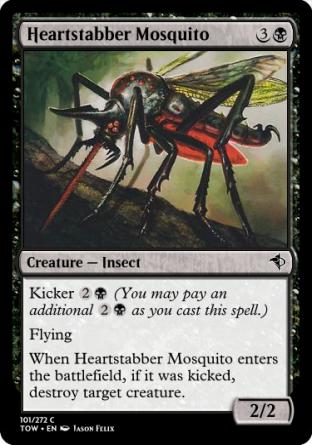 Heartstabber Mosquito 3
Creature — Insect
Kicker 2 (You may pay an
additional 2 as you cast this spell.)
Flying
When Heartstabber Mosquito enters
the battlefield, if it was kicked,
destroy target creature.
2/2
101/272 C
TOW • EN Jason Felix